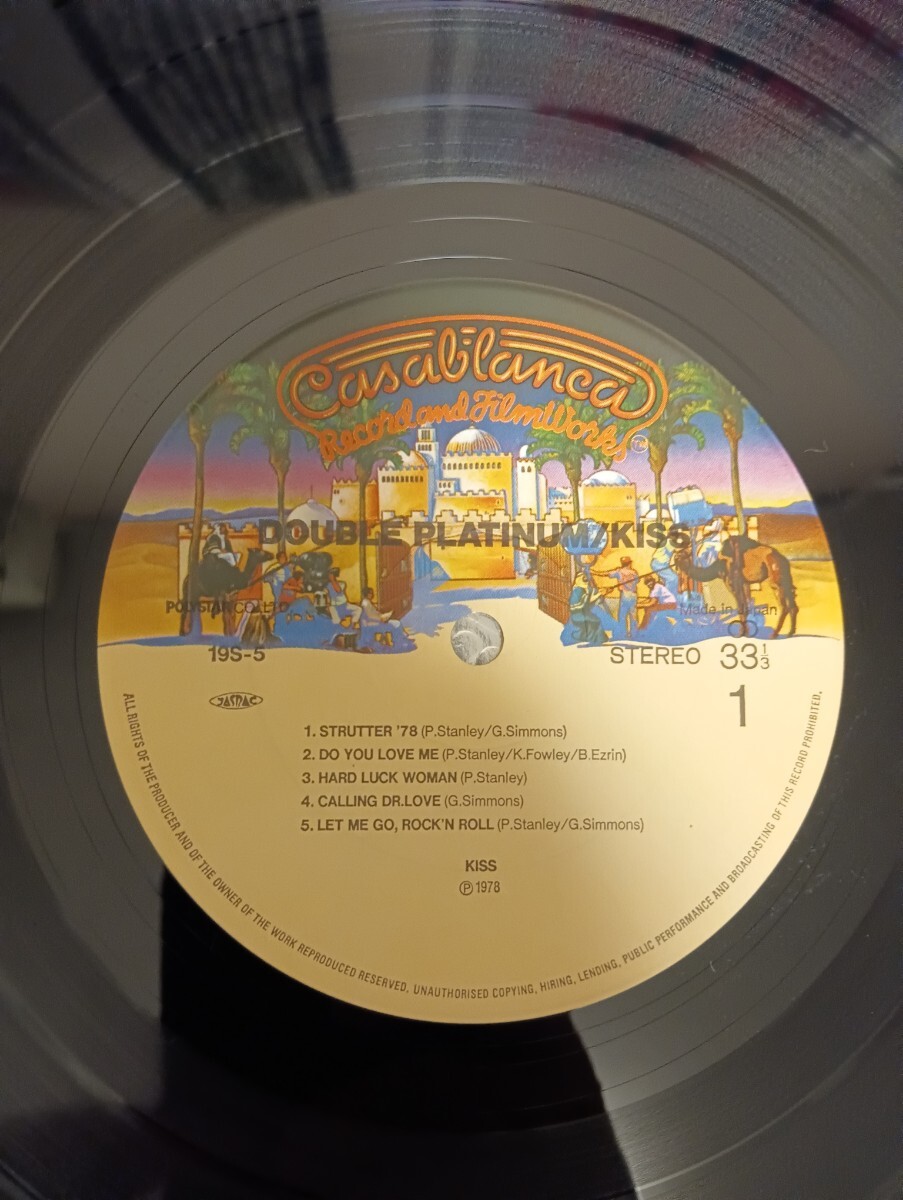 Casablanca
Record and FilmWorks TM
DOUBLE PLATINUM/KISS
POLYSTAR CO., LTD.
Made in Japan
19S-5
STEREO 33 1/3
JASRAC
1
1. STRUTTER '78 (P.Stanley/G.Simmons)
2. DO YOU LOVE ME (P.Stanley/K.Fowley/B.Ezrin)
3. HARD LUCK WOMAN (P.Stanley)
4. CALLING DR.LOVE (G.Simmons)
5. LET ME GO, ROCK'N ROLL (P.Stanley/G.Simmons)
KISS
Ⓟ 1978
ALL RIGHTS OF THE PRODUCER AND OF THE OWNER OF THE WORK REPRODUCED RESERVED. UNAUTHORISED COPYING, HIRING, LENDING, PUBLIC PERFORMANCE AND BROADCASTING OF THIS RECORD PROHIBITED.